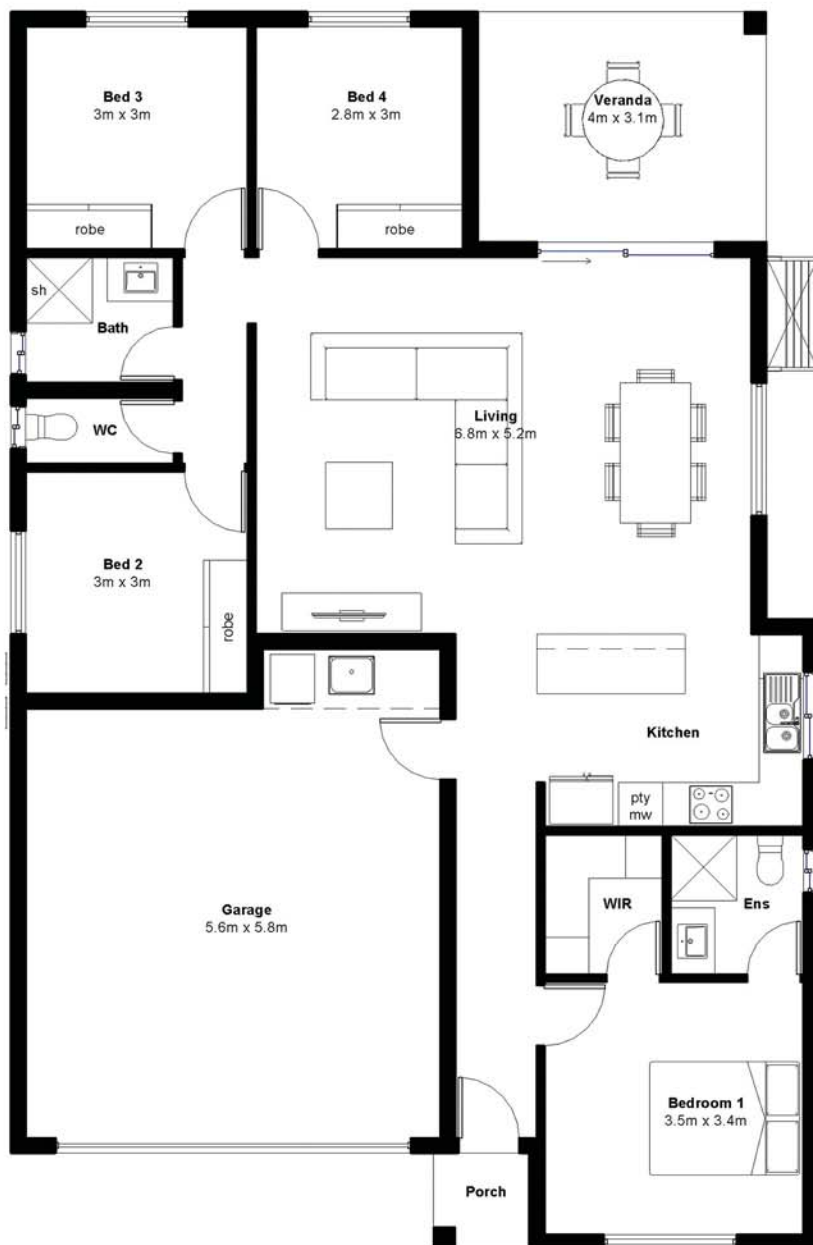 Bed 3
3m x 3m
Bed 4
2.8m x 3m
Veranda
4m x 3.1m
robe
robe
sh
Bath
Living
6.8m x 5.2m
WC
Bed 2
3m x 3m
robe
Kitchen
pty
mw
Garage
5.6m x 5.8m
WIR
Ens
Bedroom 1
3.5m x 3.4m
Porch